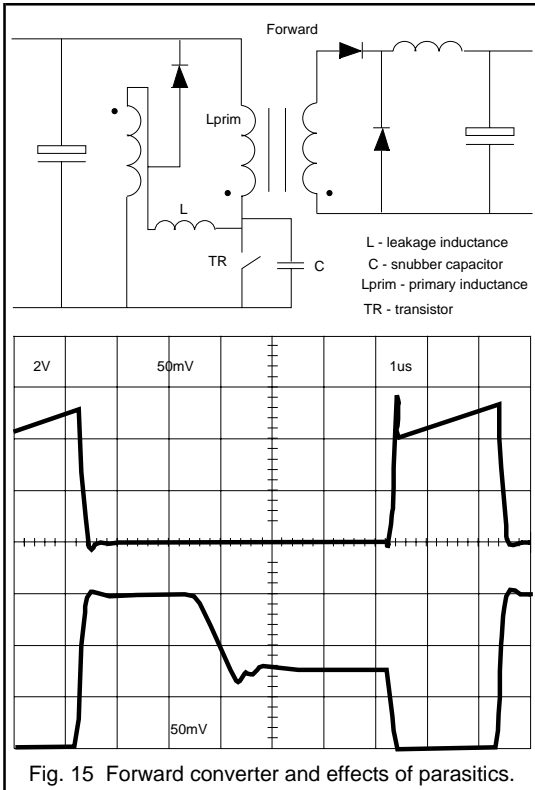 Forward
Lprim
L
TR
C
L - leakage inductance
C - snubber capacitor
Lprim - primary inductance
TR - transistor
2V 50mV 1us
50mV
Fig. 15 Forward converter and effects of parasitics.